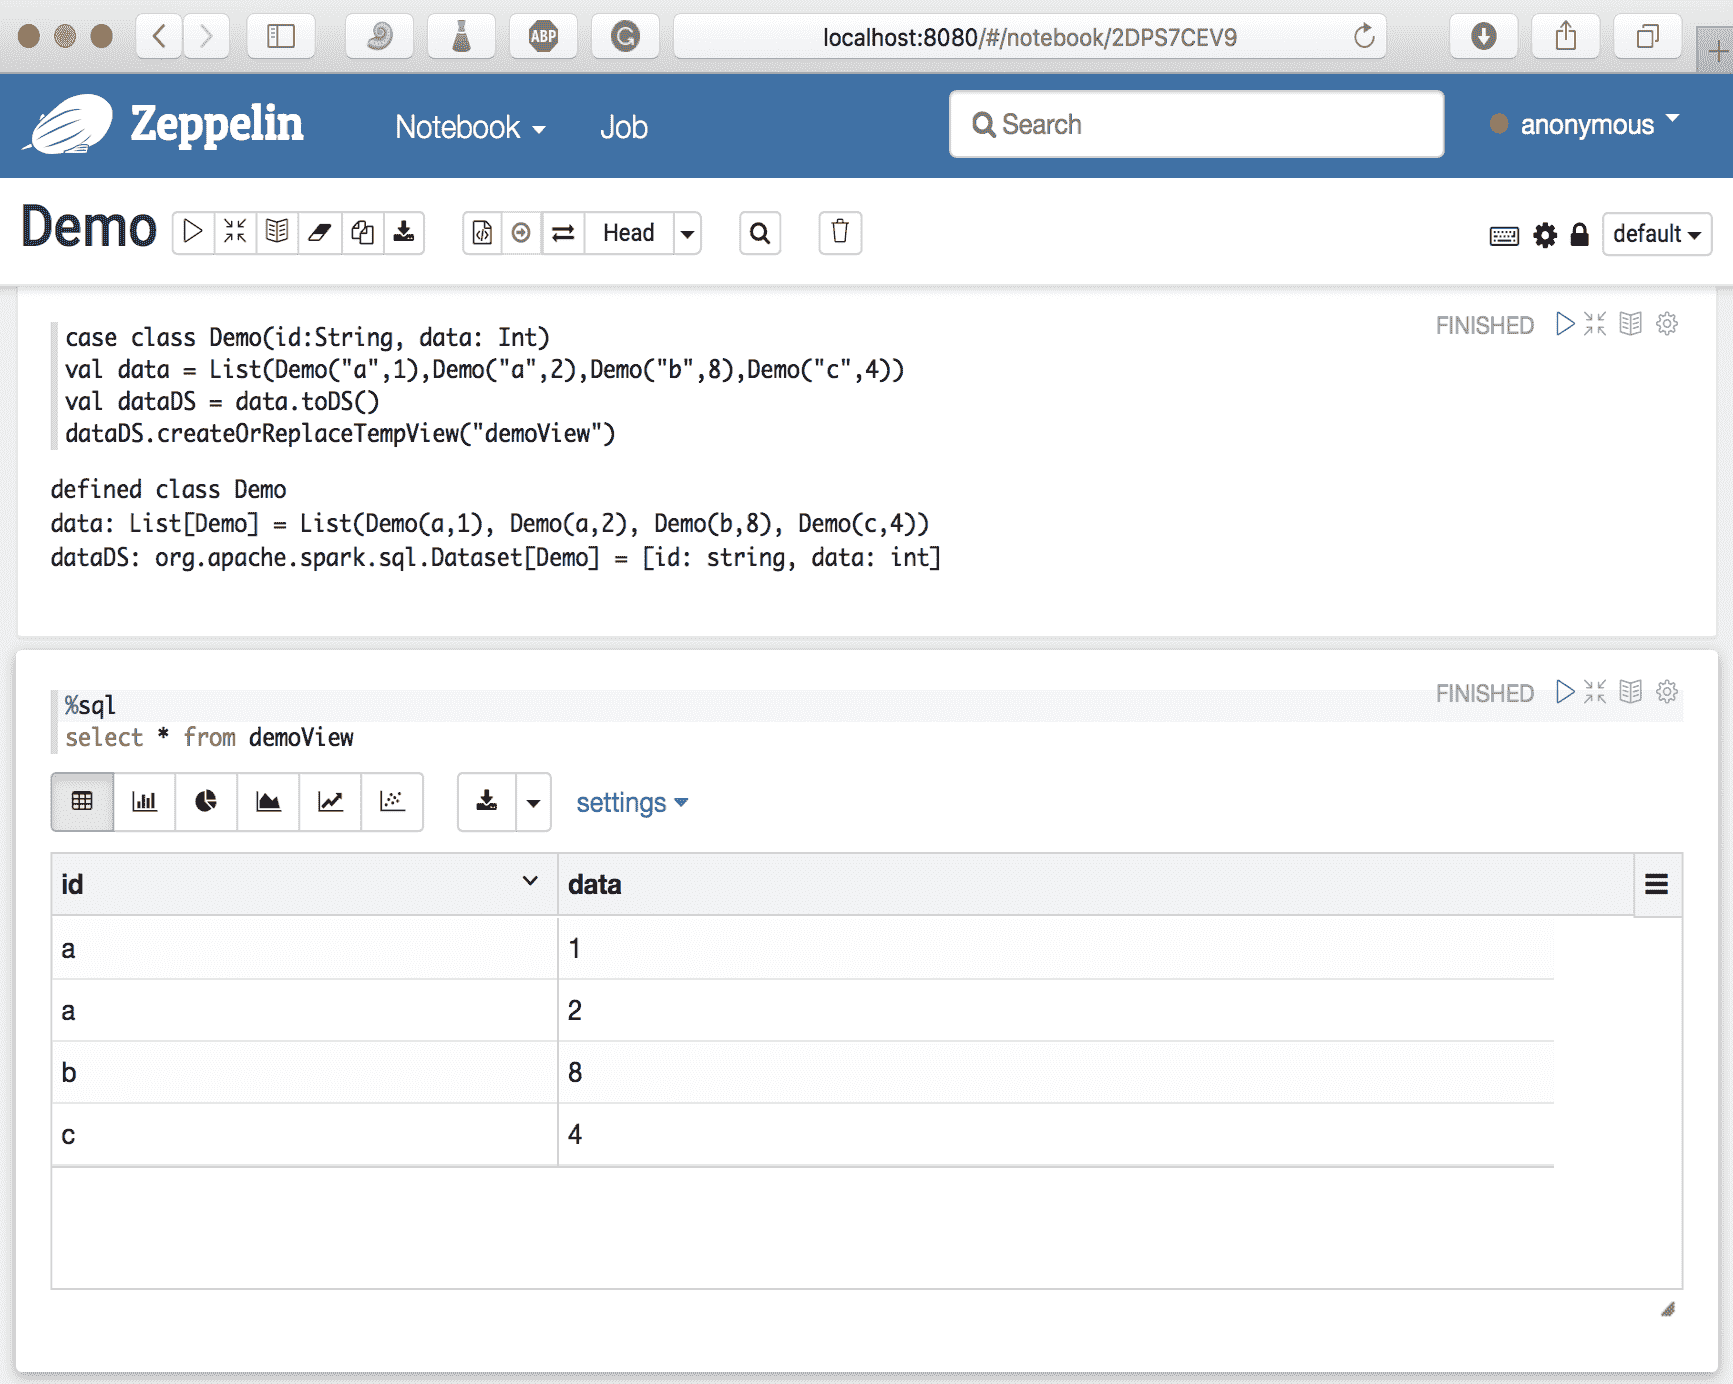 ABP
localhost:8080/#/notebook/2DPS7CEV9
Zeppelin Notebook Job Search anonymous
Demo Head default
FINISHED
case class Demo(id:String, data: Int)
val data = List(Demo("a",1),Demo("a",2),Demo("b",8),Demo("c",4))
val dataDS = data.toDS()
dataDS.createOrReplaceTempView("demoView")
defined class Demo
data: List[Demo] = List(Demo(a,1), Demo(a,2), Demo(b,8), Demo(c,4))
dataDS: org.apache.spark.sql.Dataset[Demo] = [id: string, data: int]
%sql FINISHED
select * from demoView
settings
id data
a 1
a 2
b 8
c 4